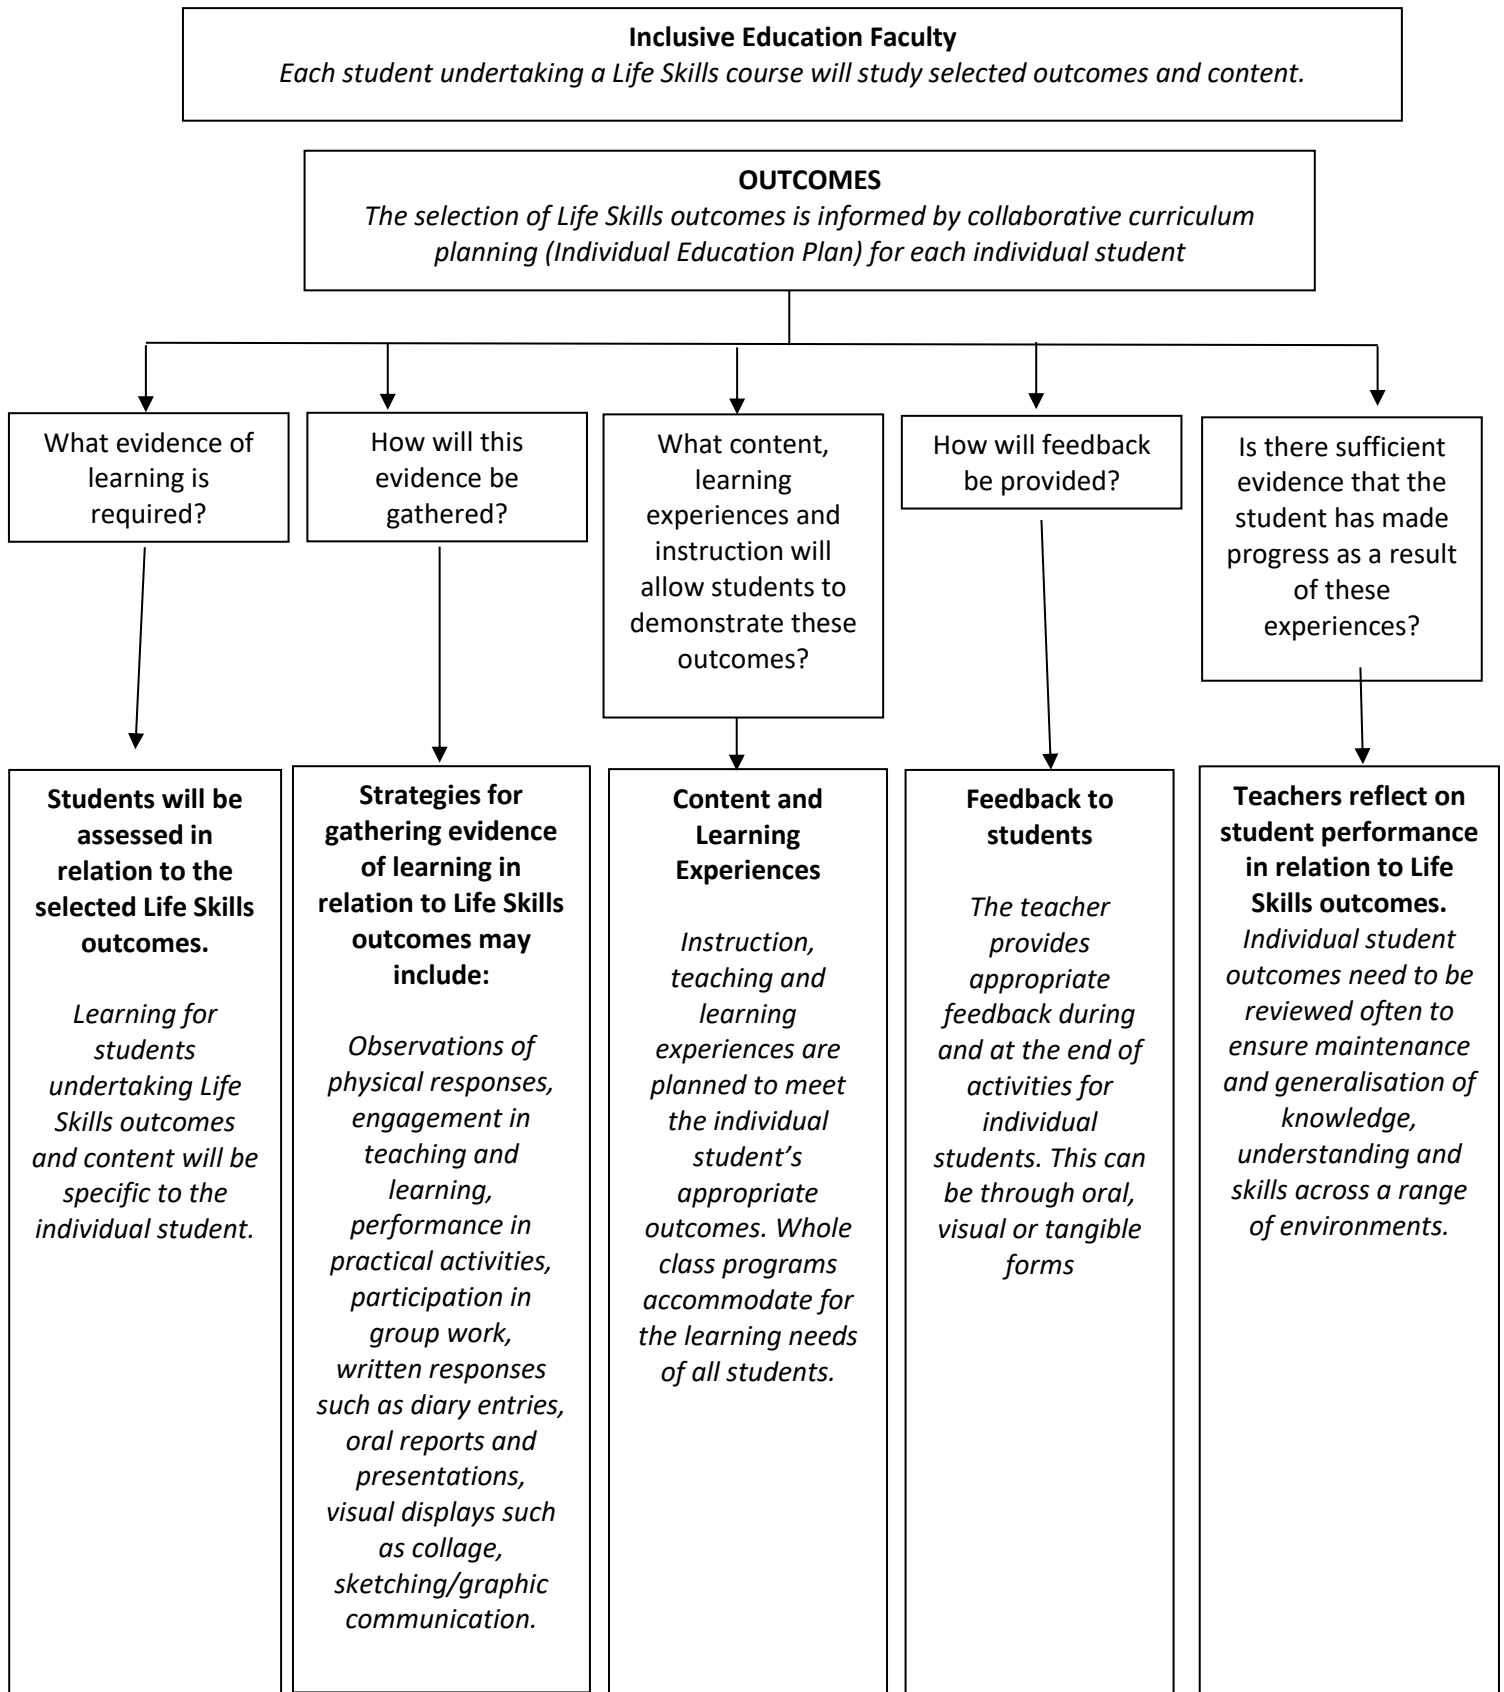 Inclusive Education Faculty
Each student undertaking a Life Skills course will study selected outcomes and content.
OUTCOMES
The selection of Life Skills outcomes is informed by collaborative curriculum
planning (Individual Education Plan) for each individual student
What evidence of
learning is
required?
How will this
evidence be
gathered?
What content,
learning
experiences and
instruction will
allow students to
demonstrate these
outcomes?
How will feedback
be provided?
Is there sufficient
evidence that the
student has made
progress as a result
of these
experiences?
Students will be
assessed in
relation to the
selected Life Skills
outcomes.
Learning for
students
undertaking Life
Skills outcomes
and content will be
specific to the
individual student.
Strategies for
gathering evidence
of learning in
relation to Life Skills
outcomes may
include:
Observations of
physical responses,
engagement in
teaching and
learning,
performance in
practical activities,
participation in
group work,
written responses
such as diary entries,
oral reports and
presentations,
visual displays such
as collage,
sketching/graphic
communication.
Content and
Learning
Experiences
Instruction,
teaching and
learning
experiences are
planned to meet
the individual
student’s
appropriate
outcomes. Whole
class programs
accommodate for
the learning needs
of all students.
Feedback to
students
The teacher
provides
appropriate
feedback during
and at the end of
activities for
individual
students. This can
be through oral,
visual or tangible
forms
Teachers reflect on
student performance
in relation to Life
Skills outcomes.
Individual student
outcomes need to be
reviewed often to
ensure maintenance
and generalisation of
knowledge,
understanding and
skills across a range
of environments.